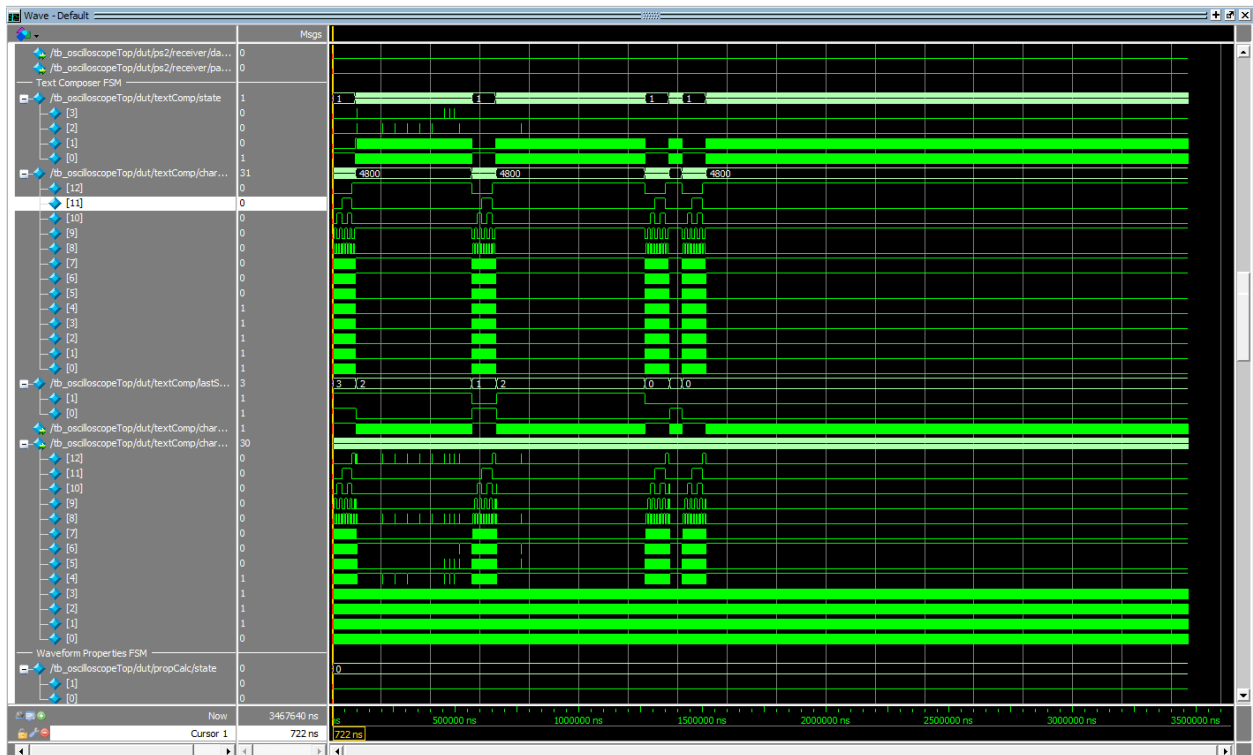 Wave - Default
Msgs
/tb_oscilloscopeTop/dut/ps2/receiver/da... 0
/tb_oscilloscopeTop/dut/ps2/receiver/pa... 0
Text Composer FSM
/tb_oscilloscopeTop/dut/textComp/state 1 1 1 1 1
[3] 0
[2] 0
[1] 0
[0] 1
/tb_oscilloscopeTop/dut/textComp/char... 31 4800 4800 4800
[12] 0
[11] 0
[10] 0
[9] 0
[8] 0
[7] 0
[6] 0
[5] 0
[4] 1
[3] 1
[2] 1
[1] 1
[0] 1
/tb_oscilloscopeTop/dut/textComp/lastS... 3 3 2 1 2 0 0
[1] 1
[0] 1
/tb_oscilloscopeTop/dut/textComp/char... 1
/tb_oscilloscopeTop/dut/textComp/char... 30
[12] 0
[11] 0
[10] 0
[9] 0
[8] 0
[7] 0
[6] 0
[5] 0
[4] 1
[3] 1
[2] 1
[1] 1
[0] 0
Waveform Properties FSM
/tb_oscilloscopeTop/dut/propCalc/state 0 0
[1] 0
[0] 0
Now 3467640 ns ns 500000 ns 1000000 ns 1500000 ns 2000000 ns 2500000 ns 3000000 ns 3500000 ns
Cursor 1 722 ns 722 ns